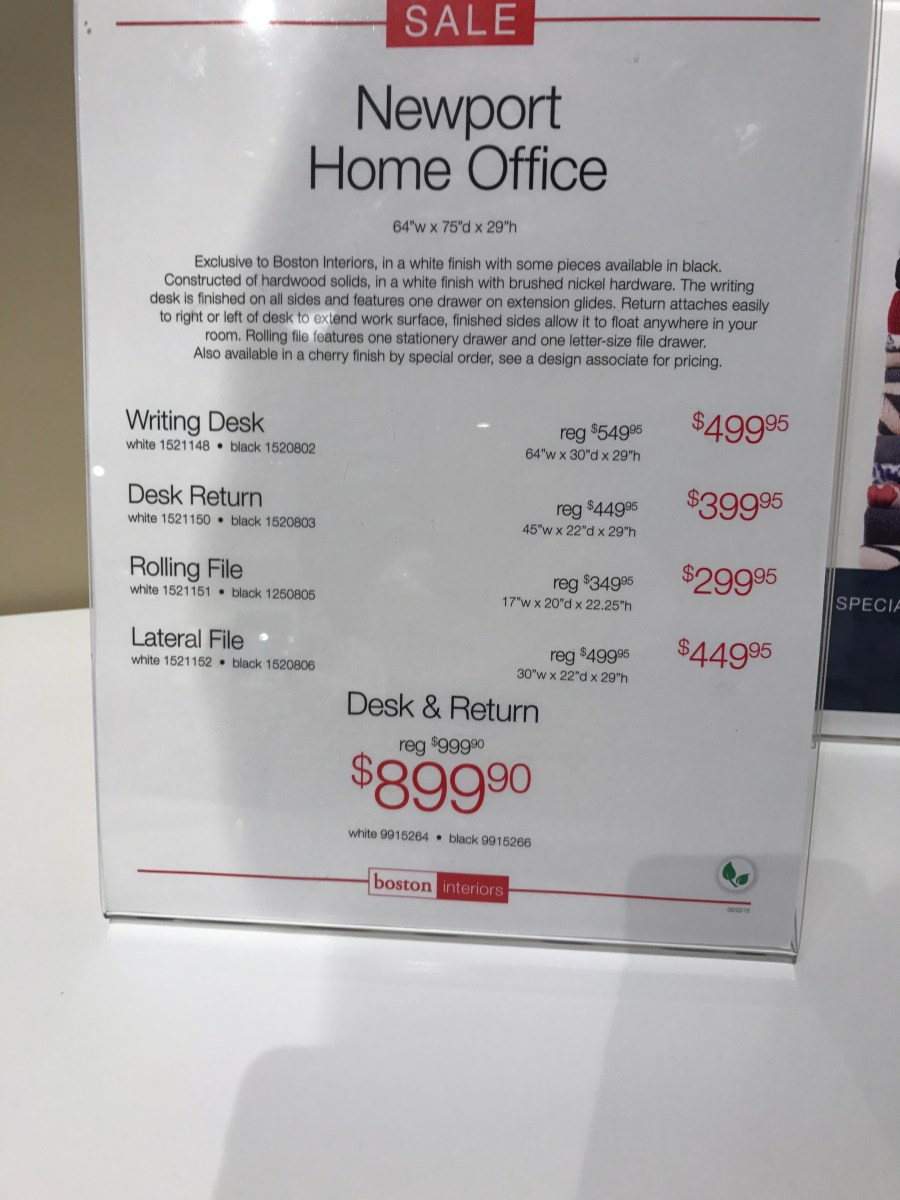 SALE
Newport
Home Office
64"w x 75"d x 29"h
Exclusive to Boston Interiors, in a white finish with some pieces available in black.
Constructed of hardwood solids, in a white finish with brushed nickel hardware. The writing
desk is finished on all sides and features one drawer on extension glides. Return attaches easily
to right or left of desk to extend work surface, finished sides allow it to float anywhere in your
room. Rolling file features one stationery drawer and one letter-size file drawer.
Also available in a cherry finish by special order, see a design associate for pricing.
Writing Desk reg $54995 $49995
white 1521148 • black 1520802 64"w x 30"d x 29"h
Desk Return reg $44995 $39995
white 1521150 • black 1520803 45"w x 22"d x 29"h
Rolling File reg $34995 $29995
white 1521151 • black 1250805 17"w x 20"d x 22.25"h
Lateral File reg $49995 $44995
white 1521152 • black 1520806 30"w x 22"d x 29"h
Desk & Return
reg $99990
$89990
white 9915264 • black 9915266
boston interiors
SPECIA